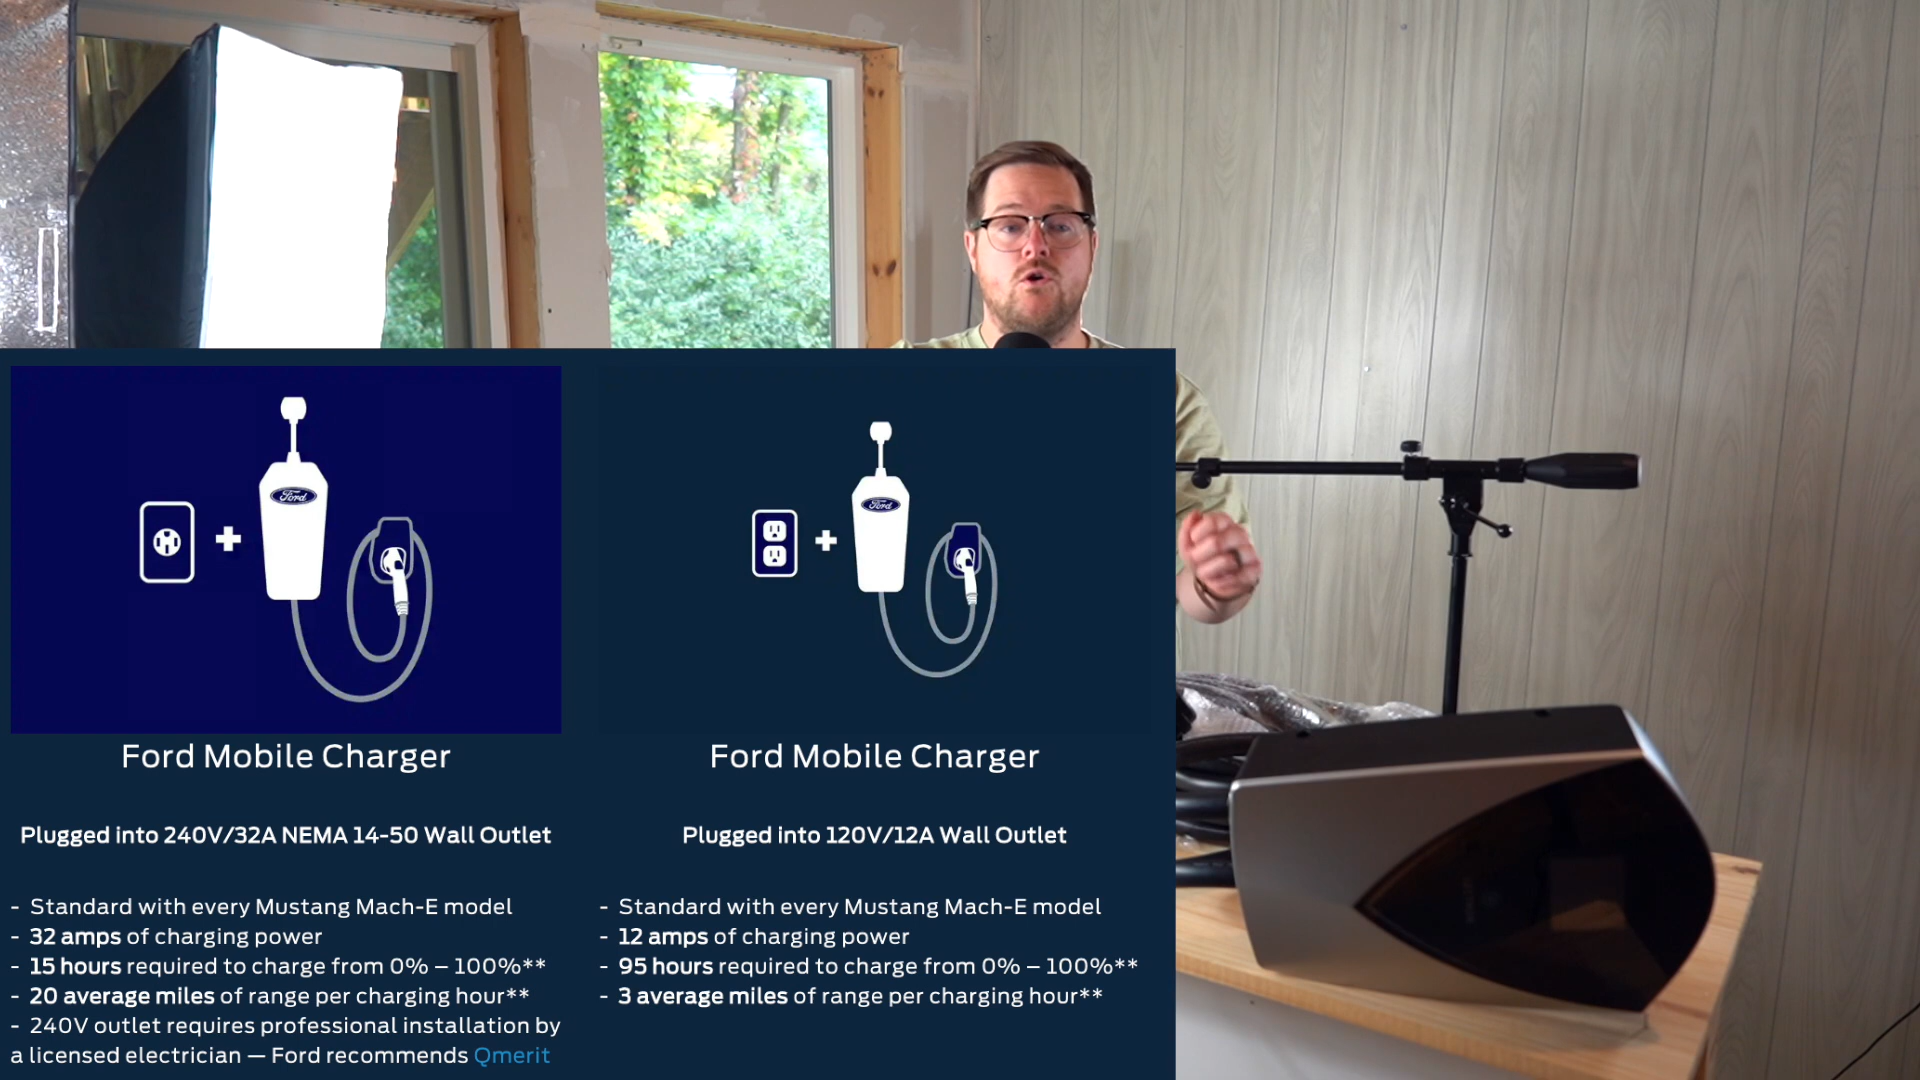 Ford
Ford
Ford Mobile Charger
Plugged into 240V/32A NEMA 14-50 Wall Outlet
- Standard with every Mustang Mach-E model
- 32 amps of charging power
- 15 hours required to charge from 0% – 100%**
- 20 average miles of range per charging hour**
- 240V outlet requires professional installation by
a licensed electrician — Ford recommends Qmerit
Ford Mobile Charger
Plugged into 120V/12A Wall Outlet
- Standard with every Mustang Mach-E model
- 12 amps of charging power
- 95 hours required to charge from 0% – 100%**
- 3 average miles of range per charging hour**